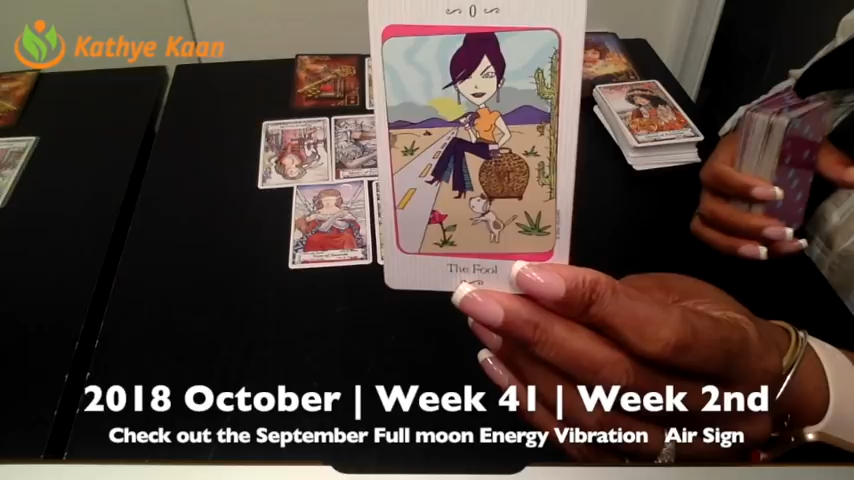 Kathye Kaan
0
The Fool
2018 October | Week 41 | Week 2nd
Check out the September Full moon Energy Vibration Air Sign